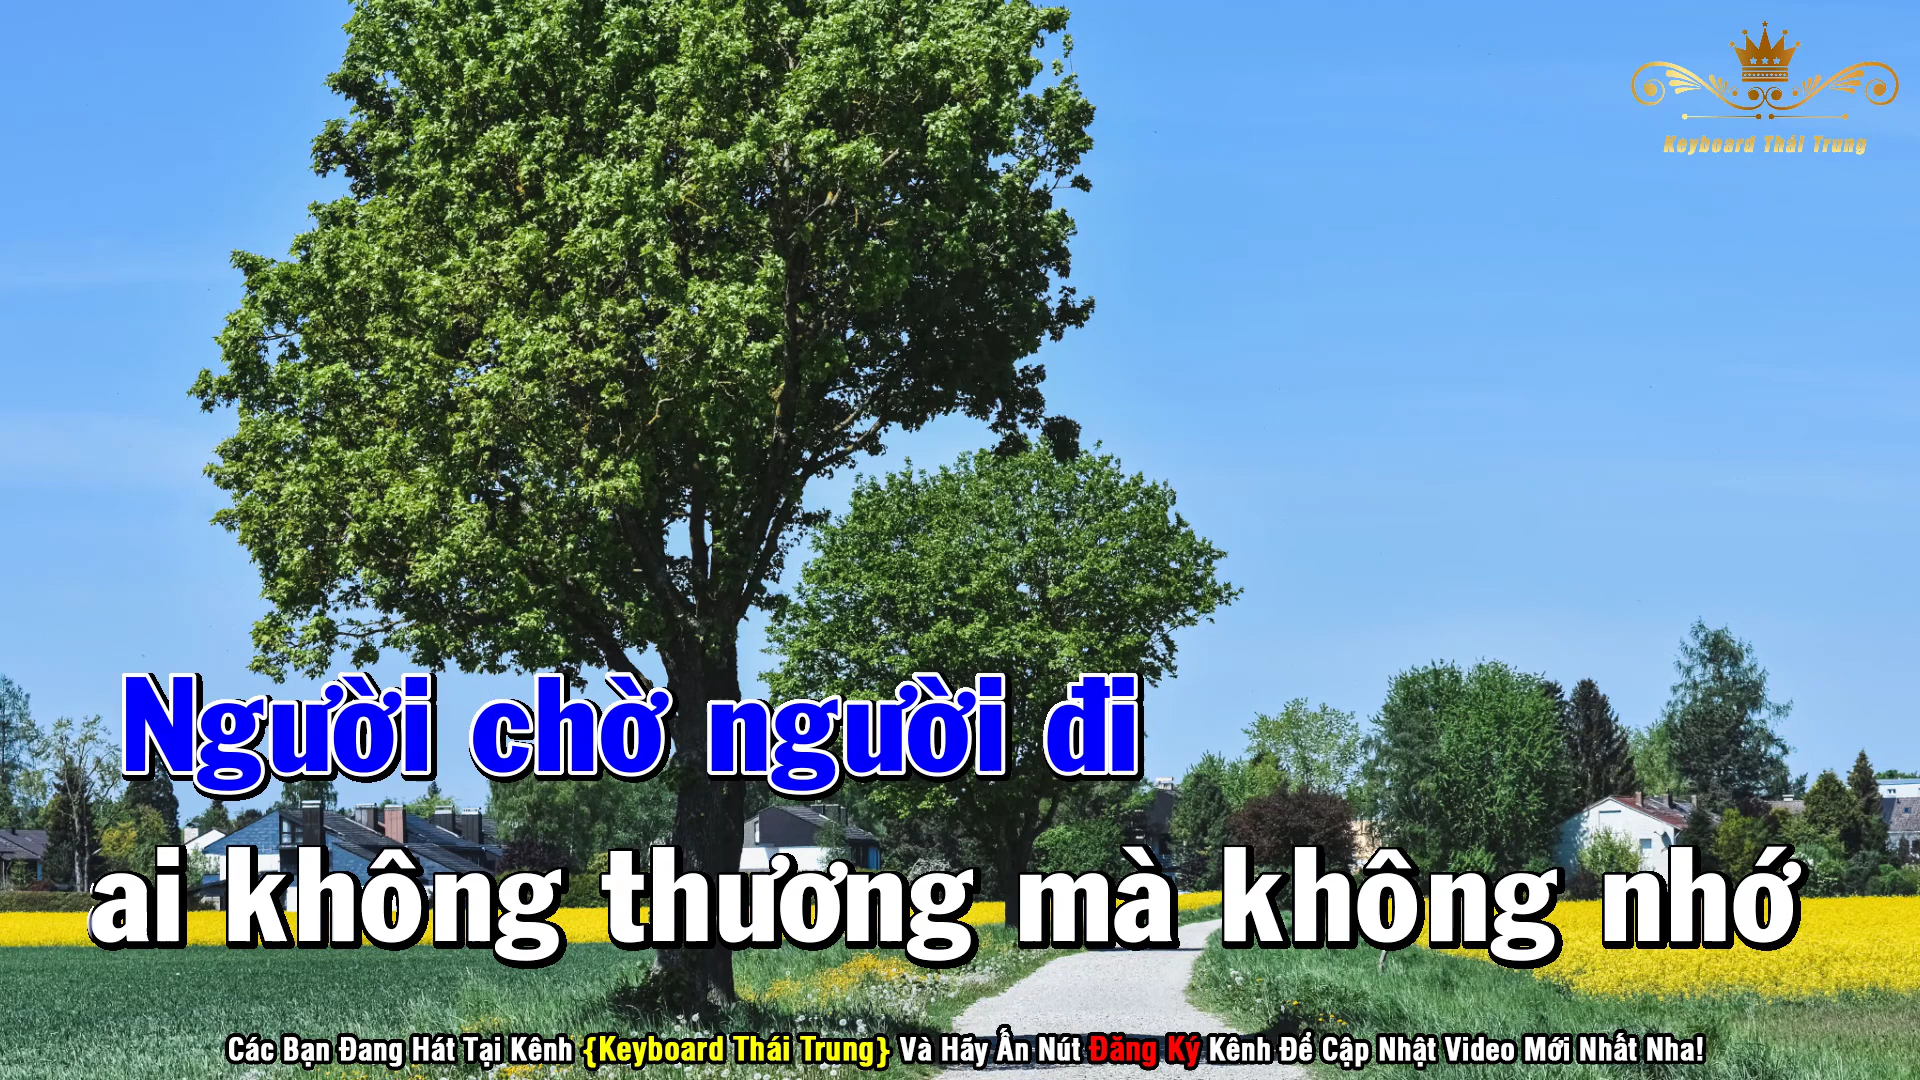 Keyboard Thái Trung
Người chờ người đi
ai không thương mà không nhớ
Các Bạn Đang Hát Tại Kênh {Keyboard Thái Trung} Và Hãy Ấn Nút Đăng Ký Kênh Để Cập Nhật Video Mới Nhất Nha!